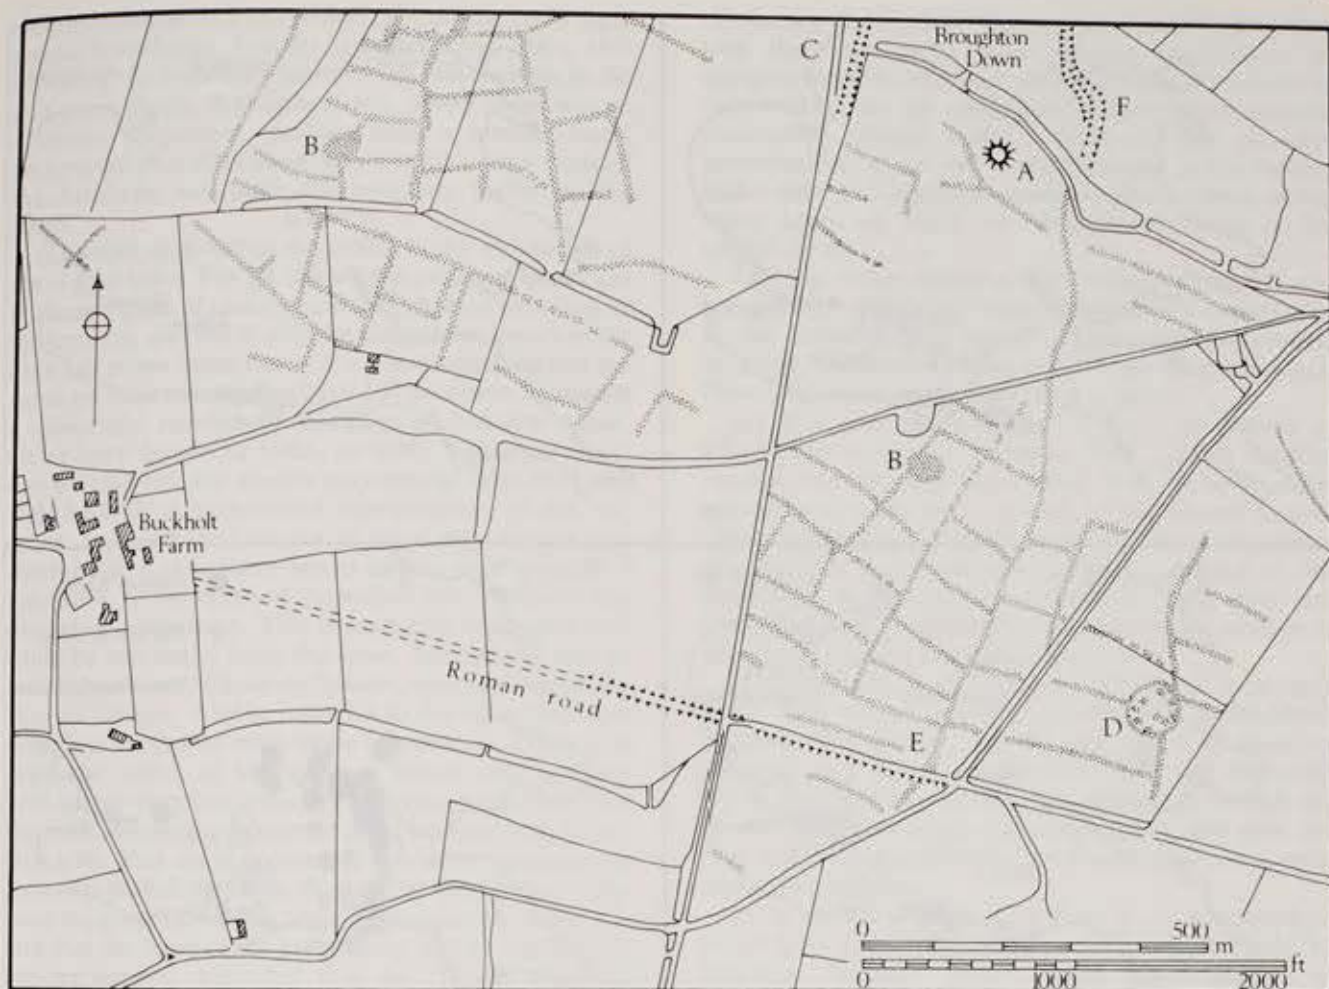 C
Broughton
Down
F
B
A
B
Buckholt
Farm
Roman road
E
D
0 500 m
0 1000 2000 ft